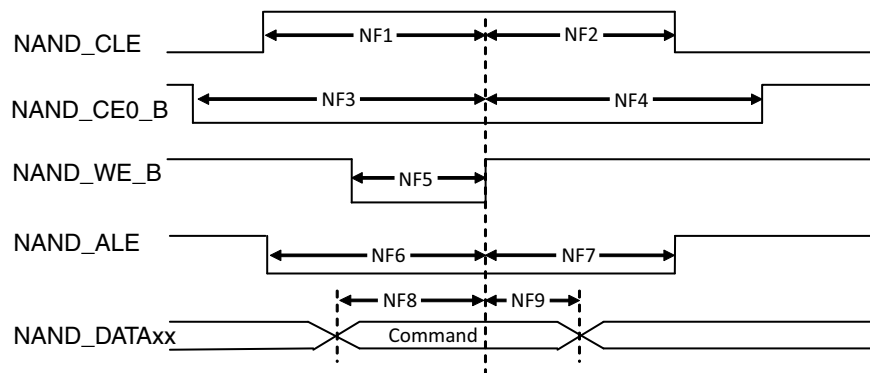 NAND_CLE
NF1
NF2
NAND_CE0_B
NF3
NF4
NAND_WE_B
NF5
NAND_ALE
NF6
NF7
NF8
NF9
NAND_DATAxx
Command